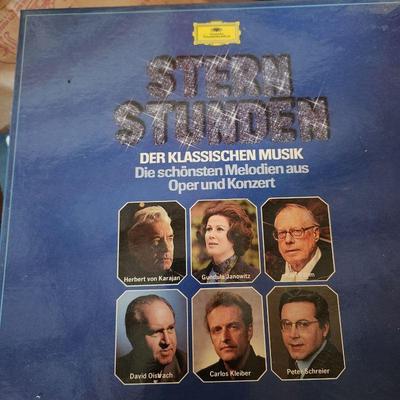 STERN
STUNDEN
DER KLASSISCHEN MUSIK
Die schönsten Melodien aus
Oper und Konzert
Herbert von Karajan
Gundula Janowitz
David Oistrach
Carlos Kleiber
Peter Schreier